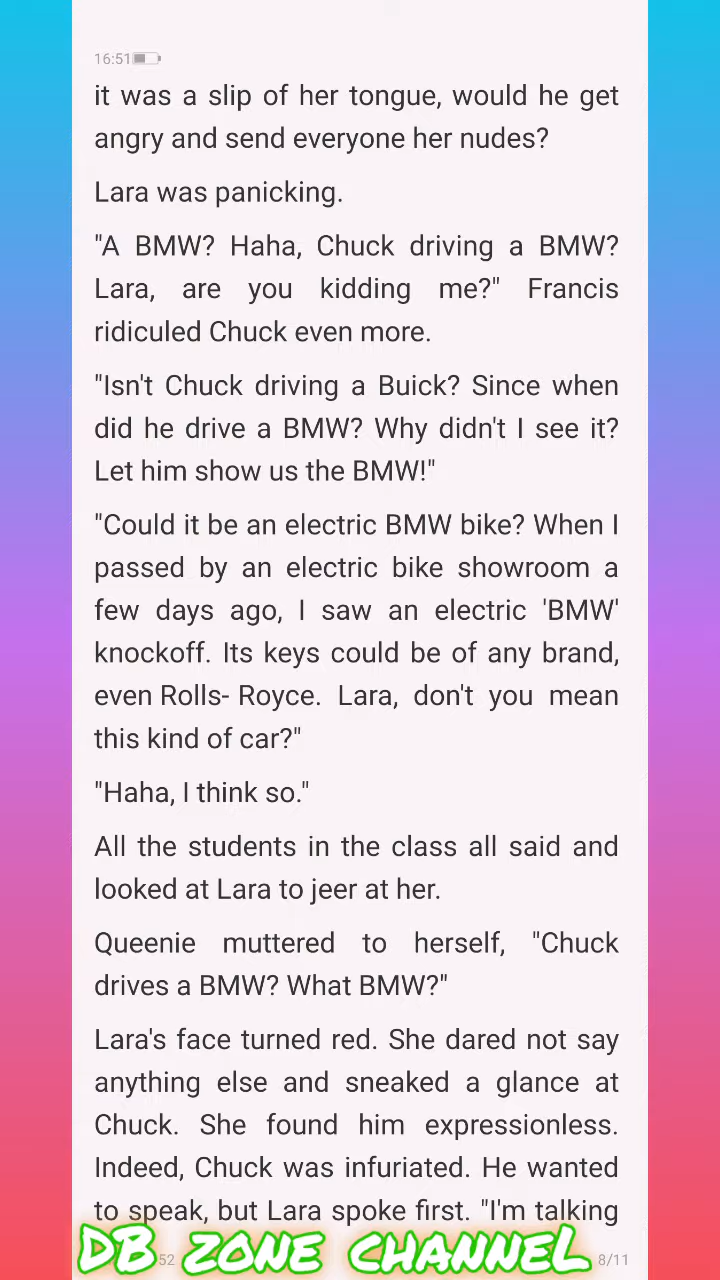 16:51
it was a slip of her tongue, would he get
angry and send everyone her nudes?
Lara was panicking.
"A BMW? Haha, Chuck driving a BMW?
Lara, are you kidding me?" Francis
ridiculed Chuck even more.
"Isn't Chuck driving a Buick? Since when
did he drive a BMW? Why didn't I see it?
Let him show us the BMW!"
"Could it be an electric BMW bike? When I
passed by an electric bike showroom a
few days ago, I saw an electric 'BMW'
knockoff. Its keys could be of any brand,
even Rolls- Royce. Lara, don't you mean
this kind of car?"
"Haha, I think so."
All the students in the class all said and
looked at Lara to jeer at her.
Queenie muttered to herself, "Chuck
drives a BMW? What BMW?"
Lara's face turned red. She dared not say
anything else and sneaked a glance at
Chuck. She found him expressionless.
Indeed, Chuck was infuriated. He wanted
to speak, but Lara spoke first. "I'm talking
DB ZONE CHANNEL
52 8/11